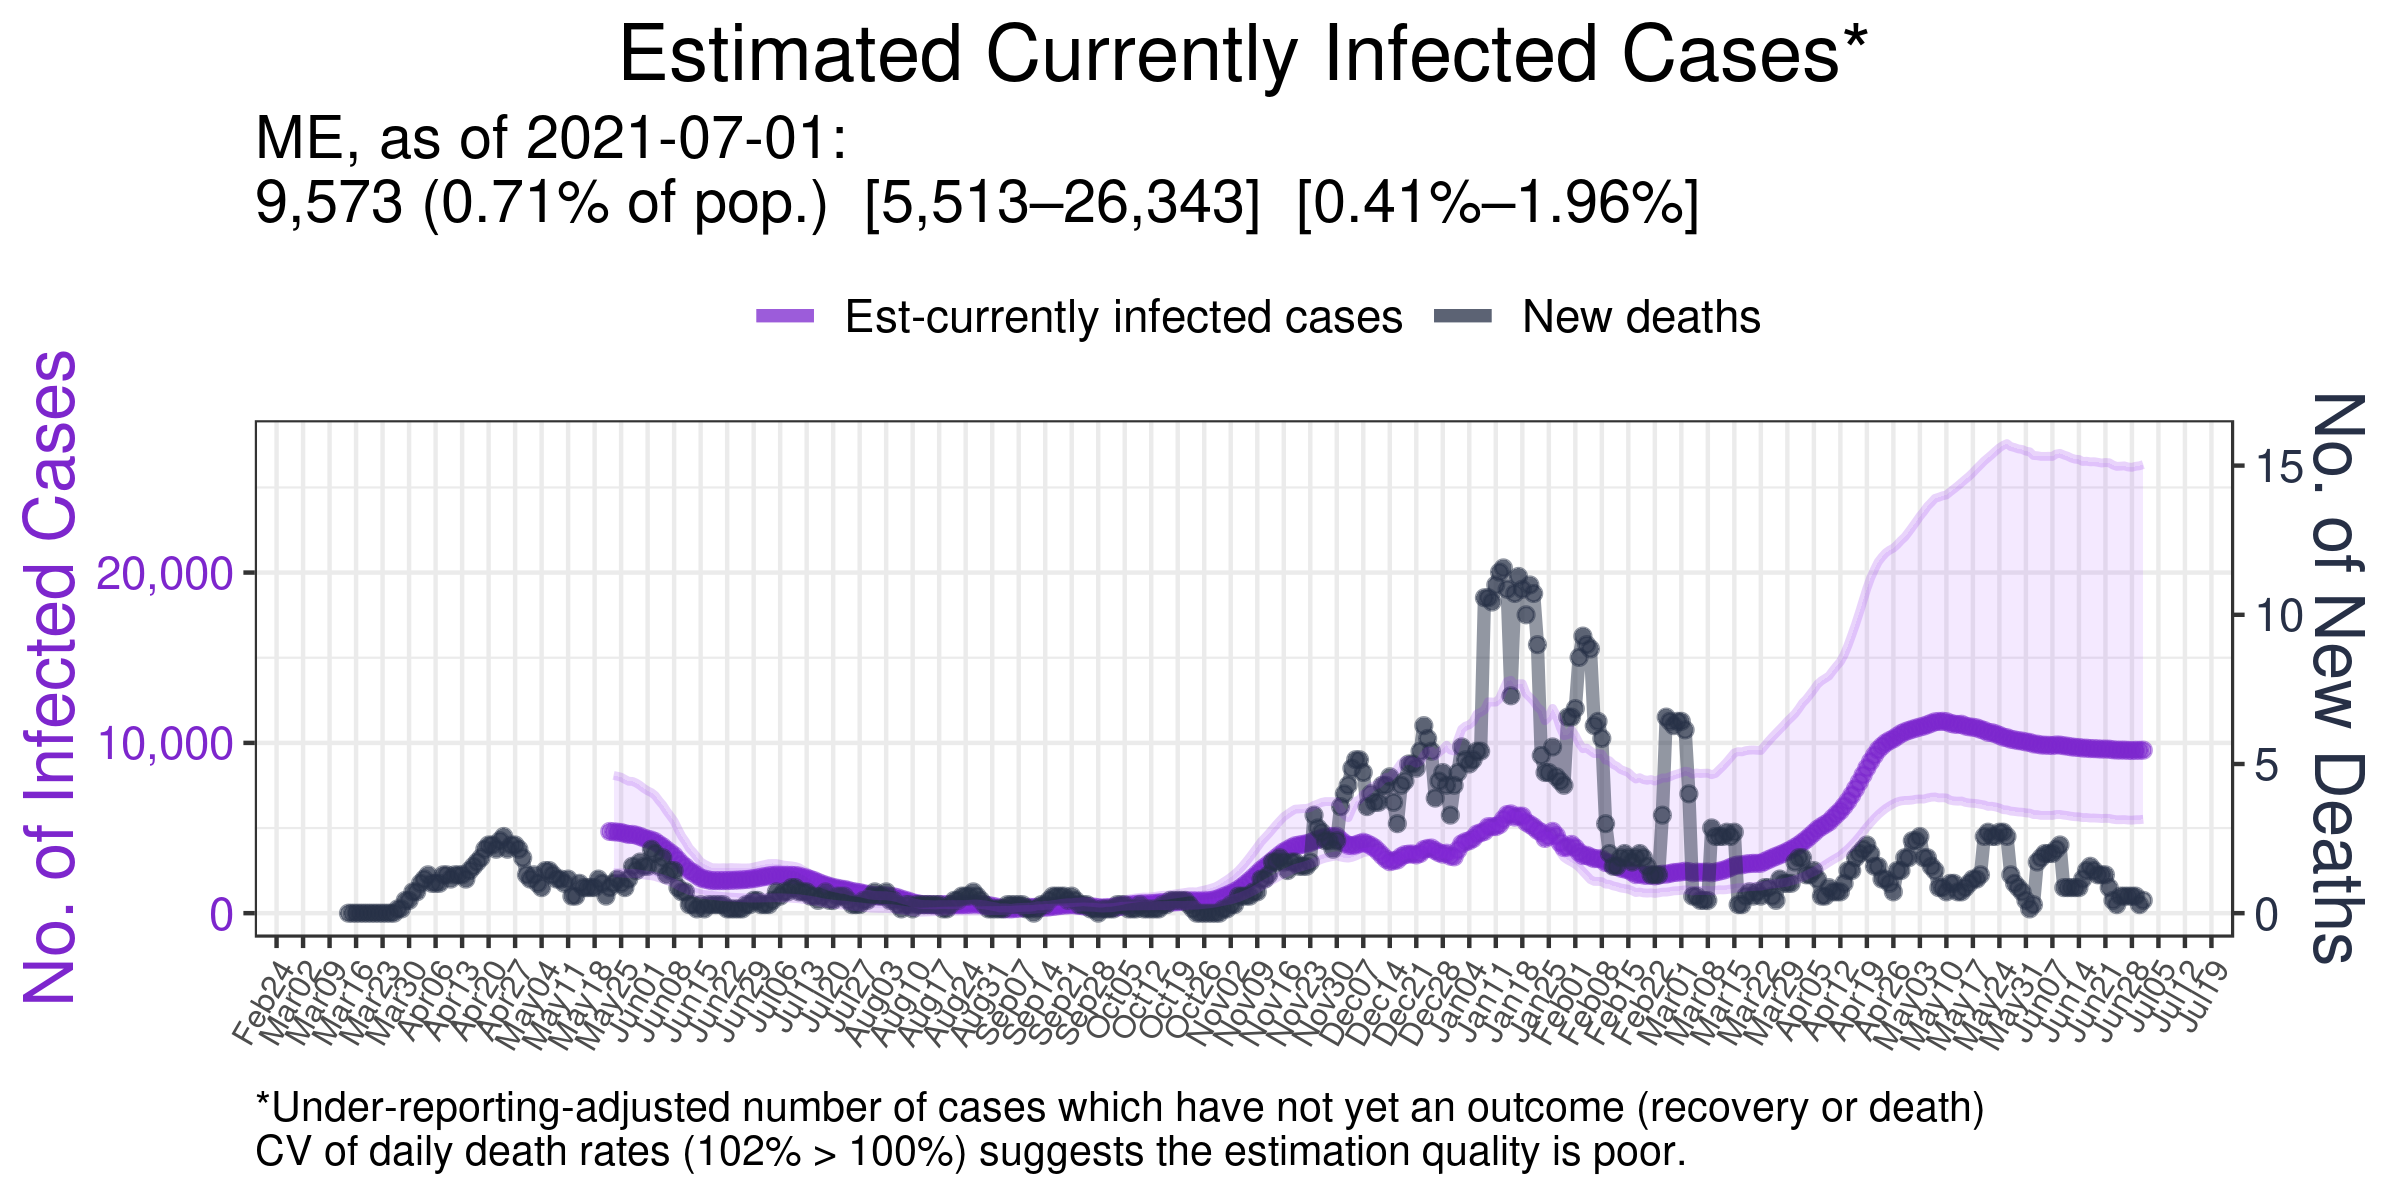 Estimated Currently Infected Cases*
ME, as of 2021-07-01:
9,573 (0.71% of pop.) [5,513–26,343] [0.41%–1.96%]
Est-currently infected cases
New deaths
No. of Infected Cases
20,000
10,000
0
15
10
5
0
No. of New Deaths
Feb24
Mar02
Mar09
Mar16
Mar23
Mar30
Apr06
Apr13
Apr20
Apr27
May04
May11
May18
May25
Jun01
Jun08
Jun15
Jun22
Jun29
Jul06
Jul13
Jul20
Jul27
Aug03
Aug10
Aug17
Aug24
Aug31
Sep07
Sep14
Sep21
Sep28
Oct05
Oct12
Oct19
Oct26
Nov02
Nov09
Nov16
Nov23
Nov30
Dec07
Dec14
Dec21
Dec28
Jan04
Jan11
Jan18
Jan25
Feb01
Feb08
Feb15
Feb22
Mar01
Mar08
Mar15
Mar22
Mar29
Apr05
Apr12
Apr19
Apr26
May03
May10
May17
May24
May31
Jun07
Jun14
Jun21
Jun28
Jul05
Jul12
Jul19
*Under-reporting-adjusted number of cases which have not yet an outcome (recovery or death)
CV of daily death rates (102% > 100%) suggests the estimation quality is poor.